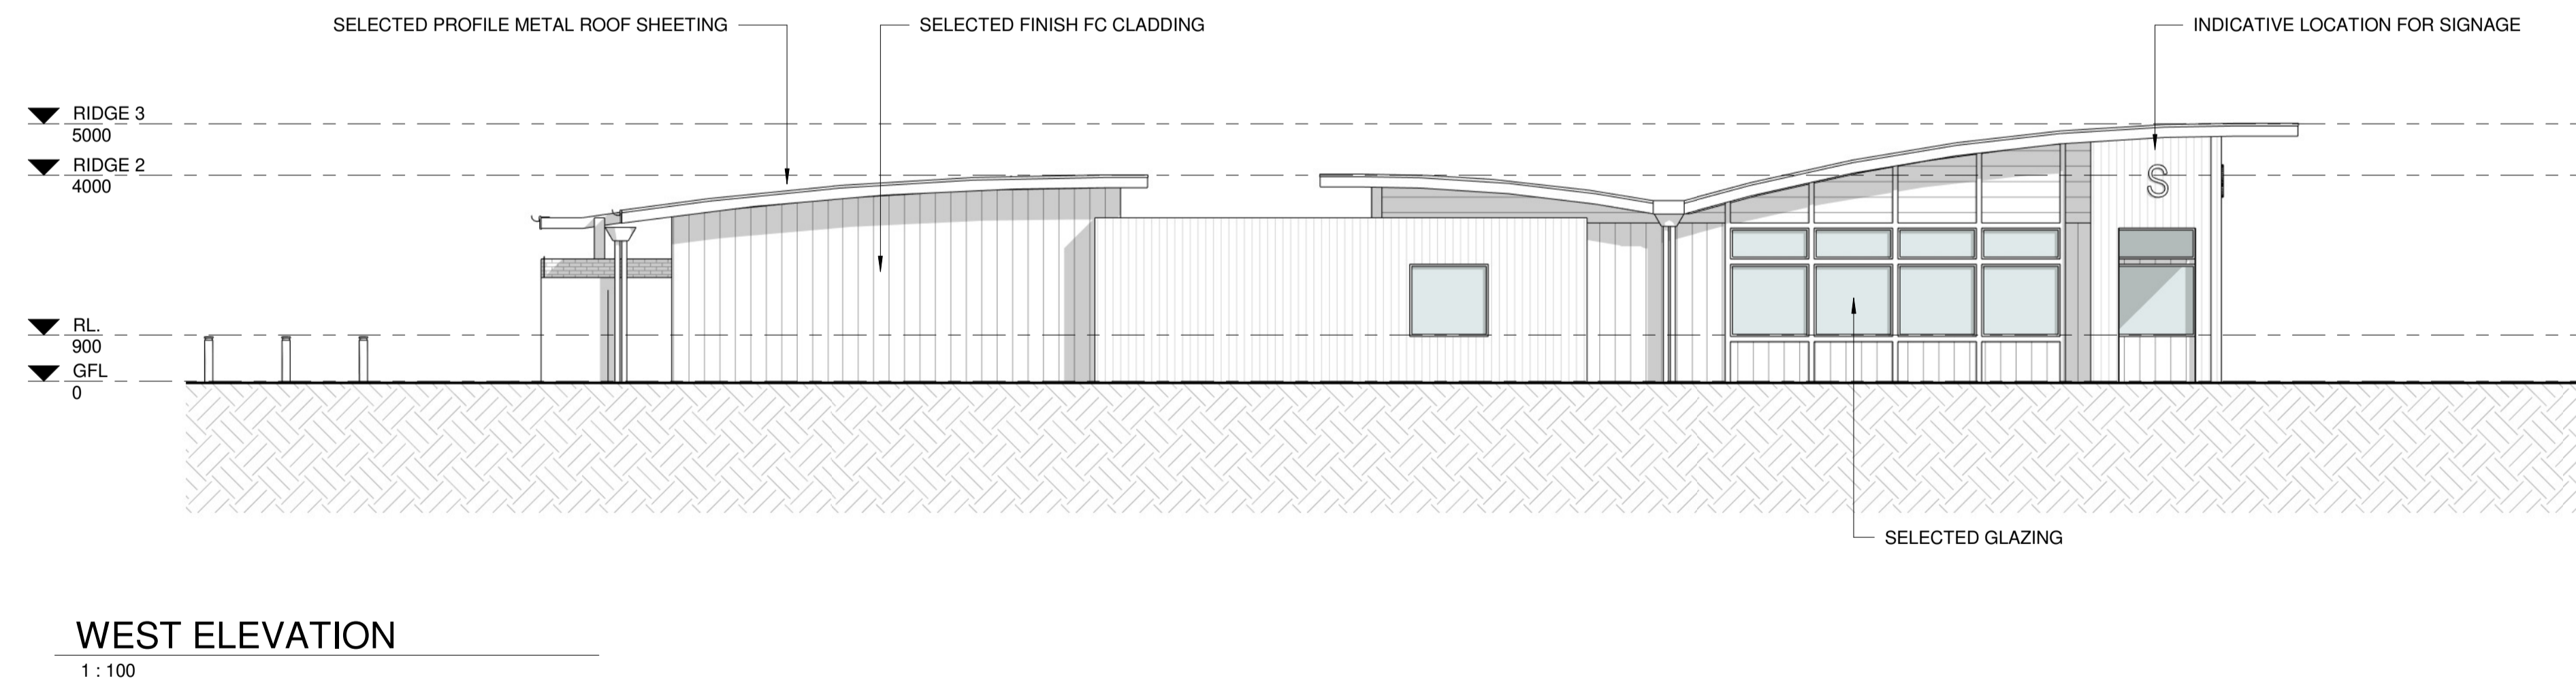 SELECTED PROFILE METAL ROOF SHEETING
SELECTED FINISH FC CLADDING
INDICATIVE LOCATION FOR SIGNAGE
RIDGE 3
5000
RIDGE 2
4000
S
RL.
900
GFL
0
SELECTED GLAZING
WEST ELEVATION
1 : 100